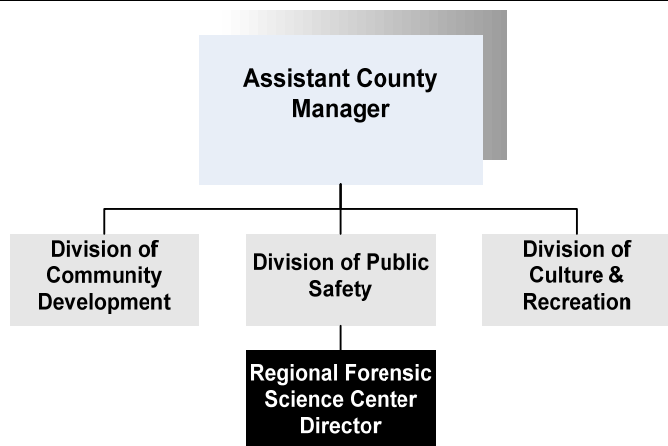 Assistant County
Manager
Division of
Community
Development
Division of Public
Safety
Division of
Culture &
Recreation
Regional Forensic
Science Center
Director